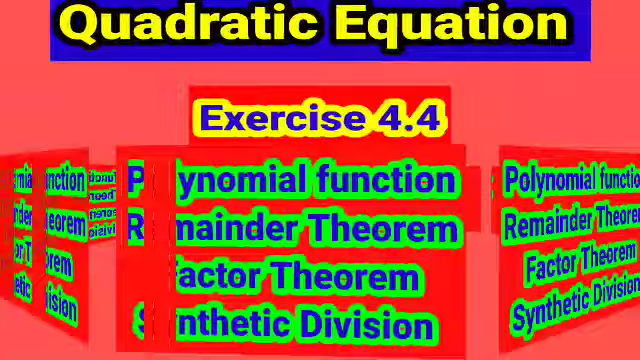 Quadratic Equation
Exercise 4.4
Polynomial function
Remainder Theorem
Factor Theorem
Synthetic Division
Polynomial function
Remainder Theorem
Factor Theorem
Synthetic Division